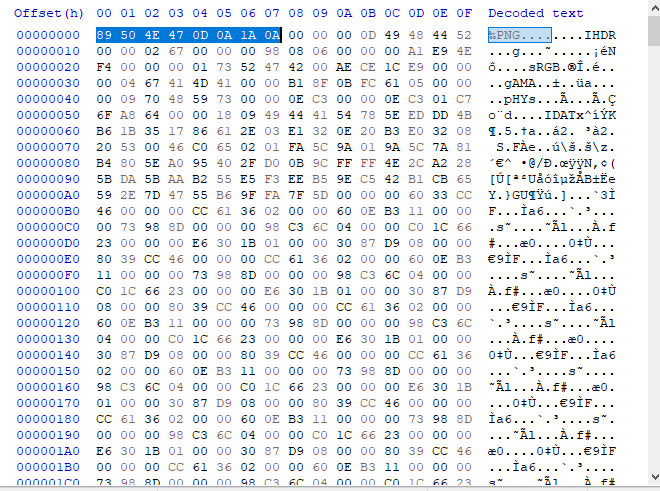 Offset(h) 00 01 02 03 04 05 06 07 08 09 0A 0B 0C 0D 0E 0F Decoded text
00000000 89 50 4E 47 0D 0A 1A 0A 00 00 00 0D 49 48 44 52 ‰PNG........IHDR
00000010 00 00 02 67 00 00 00 98 08 06 00 00 00 A1 E9 4E ...g...˜.....¡éN
00000020 F4 00 00 00 01 73 52 47 42 00 AE CE 1C E9 00 00 ô....sRGB.®Î.é..
00000030 00 04 67 41 4D 41 00 00 B1 8F 0B FC 61 05 00 00 ..gAMA..±..üa...
00000040 00 09 70 48 59 73 00 00 0E C3 00 00 0E C3 01 C7 ..pHYs...Ã...Ã.Ç
00000050 6F A8 64 00 00 18 09 49 44 41 54 78 5E ED DD 4B o¨d....IDATx^íÝK
00000060 B6 1B 35 17 86 61 2E 03 E1 32 0E 20 B3 E0 32 08 ¶.5.†a..á2. ³à2.
00000070 20 53 00 46 C0 65 02 01 FA 5C 9A 01 9A 5C 7A 81 S.FÀe..ú\š.š\z.
00000080 B4 80 5E A0 95 40 2F D0 0B 9C FF FF 4E 2C A2 28 ´€^ •@/Ð.œÿÿN,¢(
00000090 5B DA 5B AA B2 55 E5 F3 EE B5 9E C5 42 B1 CB 65 [Ú[ª²UåóîµžÅB±Ëe
000000A0 59 2E 7D 47 55 B6 9F FA 7F 5D 00 00 00 60 33 CC Y.}GU¶Ÿú.]...`3Ì
000000B0 46 00 00 00 CC 61 36 02 00 00 60 0E B3 11 00 00 F...Ìa6...`.³...
000000C0 00 73 98 8D 00 00 00 98 C3 6C 04 00 00 C0 1C 66 .s˜....˜Ãl...À.f
000000D0 23 00 00 00 E6 30 1B 01 00 00 30 87 D9 08 00 00 #...æ0....0‡Ù...
000000E0 80 39 CC 46 00 00 00 CC 61 36 02 00 00 60 0E B3 €9ÌF...Ìa6...`.³
000000F0 11 00 00 00 73 98 8D 00 00 00 98 C3 6C 04 00 00 ....s˜....˜Ãl...
00000100 C0 1C 66 23 00 00 00 E6 30 1B 01 00 00 30 87 D9 À.f#...æ0....0‡Ù
00000110 08 00 00 80 39 CC 46 00 00 00 CC 61 36 02 00 00 ...€9ÌF...Ìa6...
00000120 60 0E B3 11 00 00 00 73 98 8D 00 00 00 98 C3 6C `.³....s˜....˜Ãl
00000130 04 00 00 C0 1C 66 23 00 00 00 E6 30 1B 01 00 00 ...À.f#...æ0....
00000140 30 87 D9 08 00 00 80 39 CC 46 00 00 00 CC 61 36 0‡Ù...€9ÌF...Ìa6
00000150 02 00 00 60 0E B3 11 00 00 00 73 98 8D 00 00 00 ...`.³....s˜....
00000160 98 C3 6C 04 00 00 C0 1C 66 23 00 00 00 E6 30 1B ˜Ãl...À.f#...æ0.
00000170 01 00 00 30 87 D9 08 00 00 80 39 CC 46 00 00 00 ...0‡Ù...€9ÌF...
00000180 CC 61 36 02 00 00 60 0E B3 11 00 00 00 73 98 8D Ìa6...`.³....s˜.
00000190 00 00 00 98 C3 6C 04 00 00 C0 1C 66 23 00 00 00 ...˜Ãl...À.f#...
000001A0 E6 30 1B 01 00 00 30 87 D9 08 00 00 80 39 CC 46 æ0....0‡Ù...€9ÌF
000001B0 00 00 00 CC 61 36 02 00 00 60 0E B3 11 00 00 00 ...Ìa6...`.³....
000001C0 73 98 8D 00 00 00 98 C3 6C 04 00 00 C0 1C 66 23 s˜....˜Ãl...À.f#